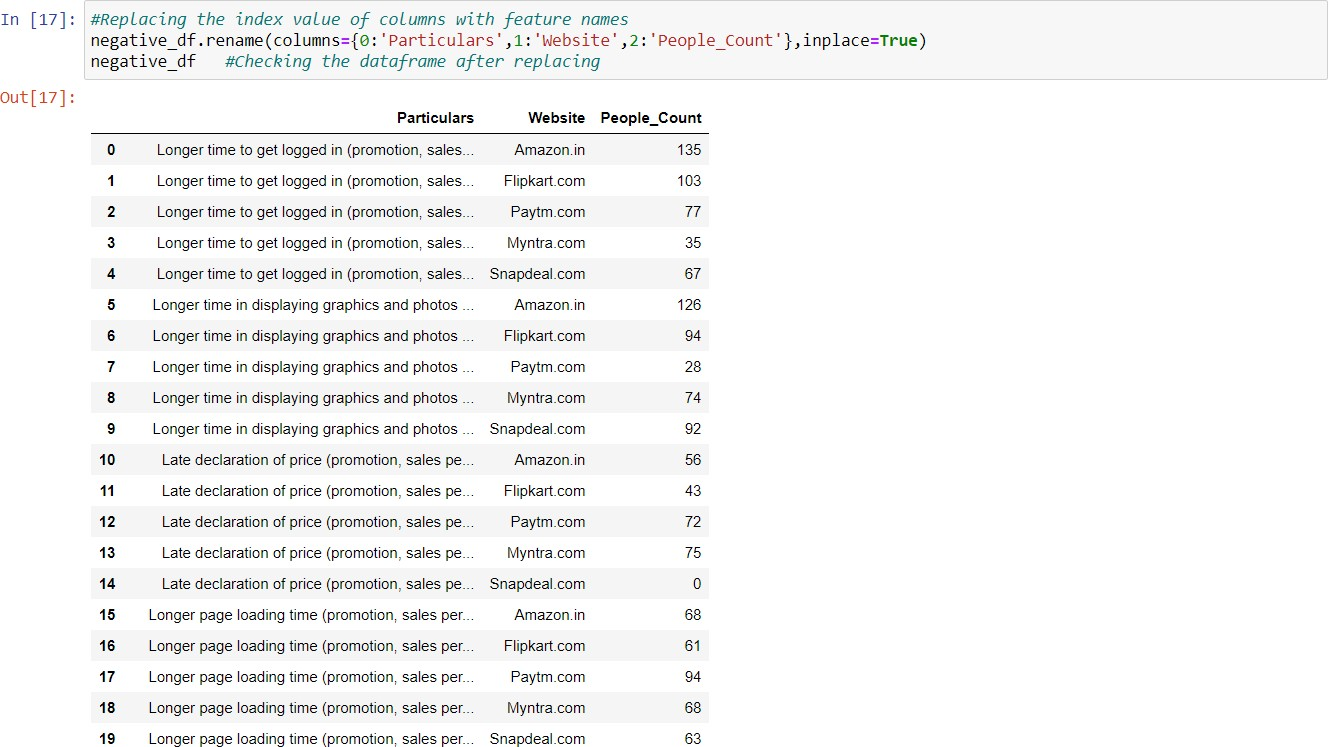 In [17]: #Replacing the index value of columns with feature names
negative_df.rename(columns={0:'Particulars',1:'Website',2:'People_Count'},inplace=True)
negative_df   #Checking the dataframe after replacing
Out[17]:
Particulars Website People_Count
0 Longer time to get logged in (promotion, sales... Amazon.in 135
1 Longer time to get logged in (promotion, sales... Flipkart.com 103
2 Longer time to get logged in (promotion, sales... Paytm.com 77
3 Longer time to get logged in (promotion, sales... Myntra.com 35
4 Longer time to get logged in (promotion, sales... Snapdeal.com 67
5 Longer time in displaying graphics and photos ... Amazon.in 126
6 Longer time in displaying graphics and photos ... Flipkart.com 94
7 Longer time in displaying graphics and photos ... Paytm.com 28
8 Longer time in displaying graphics and photos ... Myntra.com 74
9 Longer time in displaying graphics and photos ... Snapdeal.com 92
10 Late declaration of price (promotion, sales pe... Amazon.in 56
11 Late declaration of price (promotion, sales pe... Flipkart.com 43
12 Late declaration of price (promotion, sales pe... Paytm.com 72
13 Late declaration of price (promotion, sales pe... Myntra.com 75
14 Late declaration of price (promotion, sales pe... Snapdeal.com 0
15 Longer page loading time (promotion, sales per... Amazon.in 68
16 Longer page loading time (promotion, sales per... Flipkart.com 61
17 Longer page loading time (promotion, sales per... Paytm.com 94
18 Longer page loading time (promotion, sales per... Myntra.com 68
19 Longer page loading time (promotion, sales per... Snapdeal.com 63